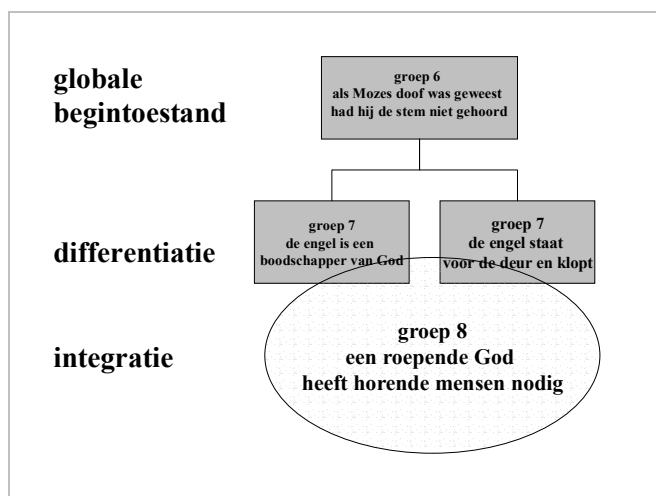 globale
begintoestand
groep 6
als Mozes doof was geweest
had hij de stem niet gehoord
differentiatie
groep 7
de engel is een
boodschapper van God
groep 7
de engel staat
voor de deur en klopt
integratie
groep 8
een roepende God
heeft horende mensen nodig